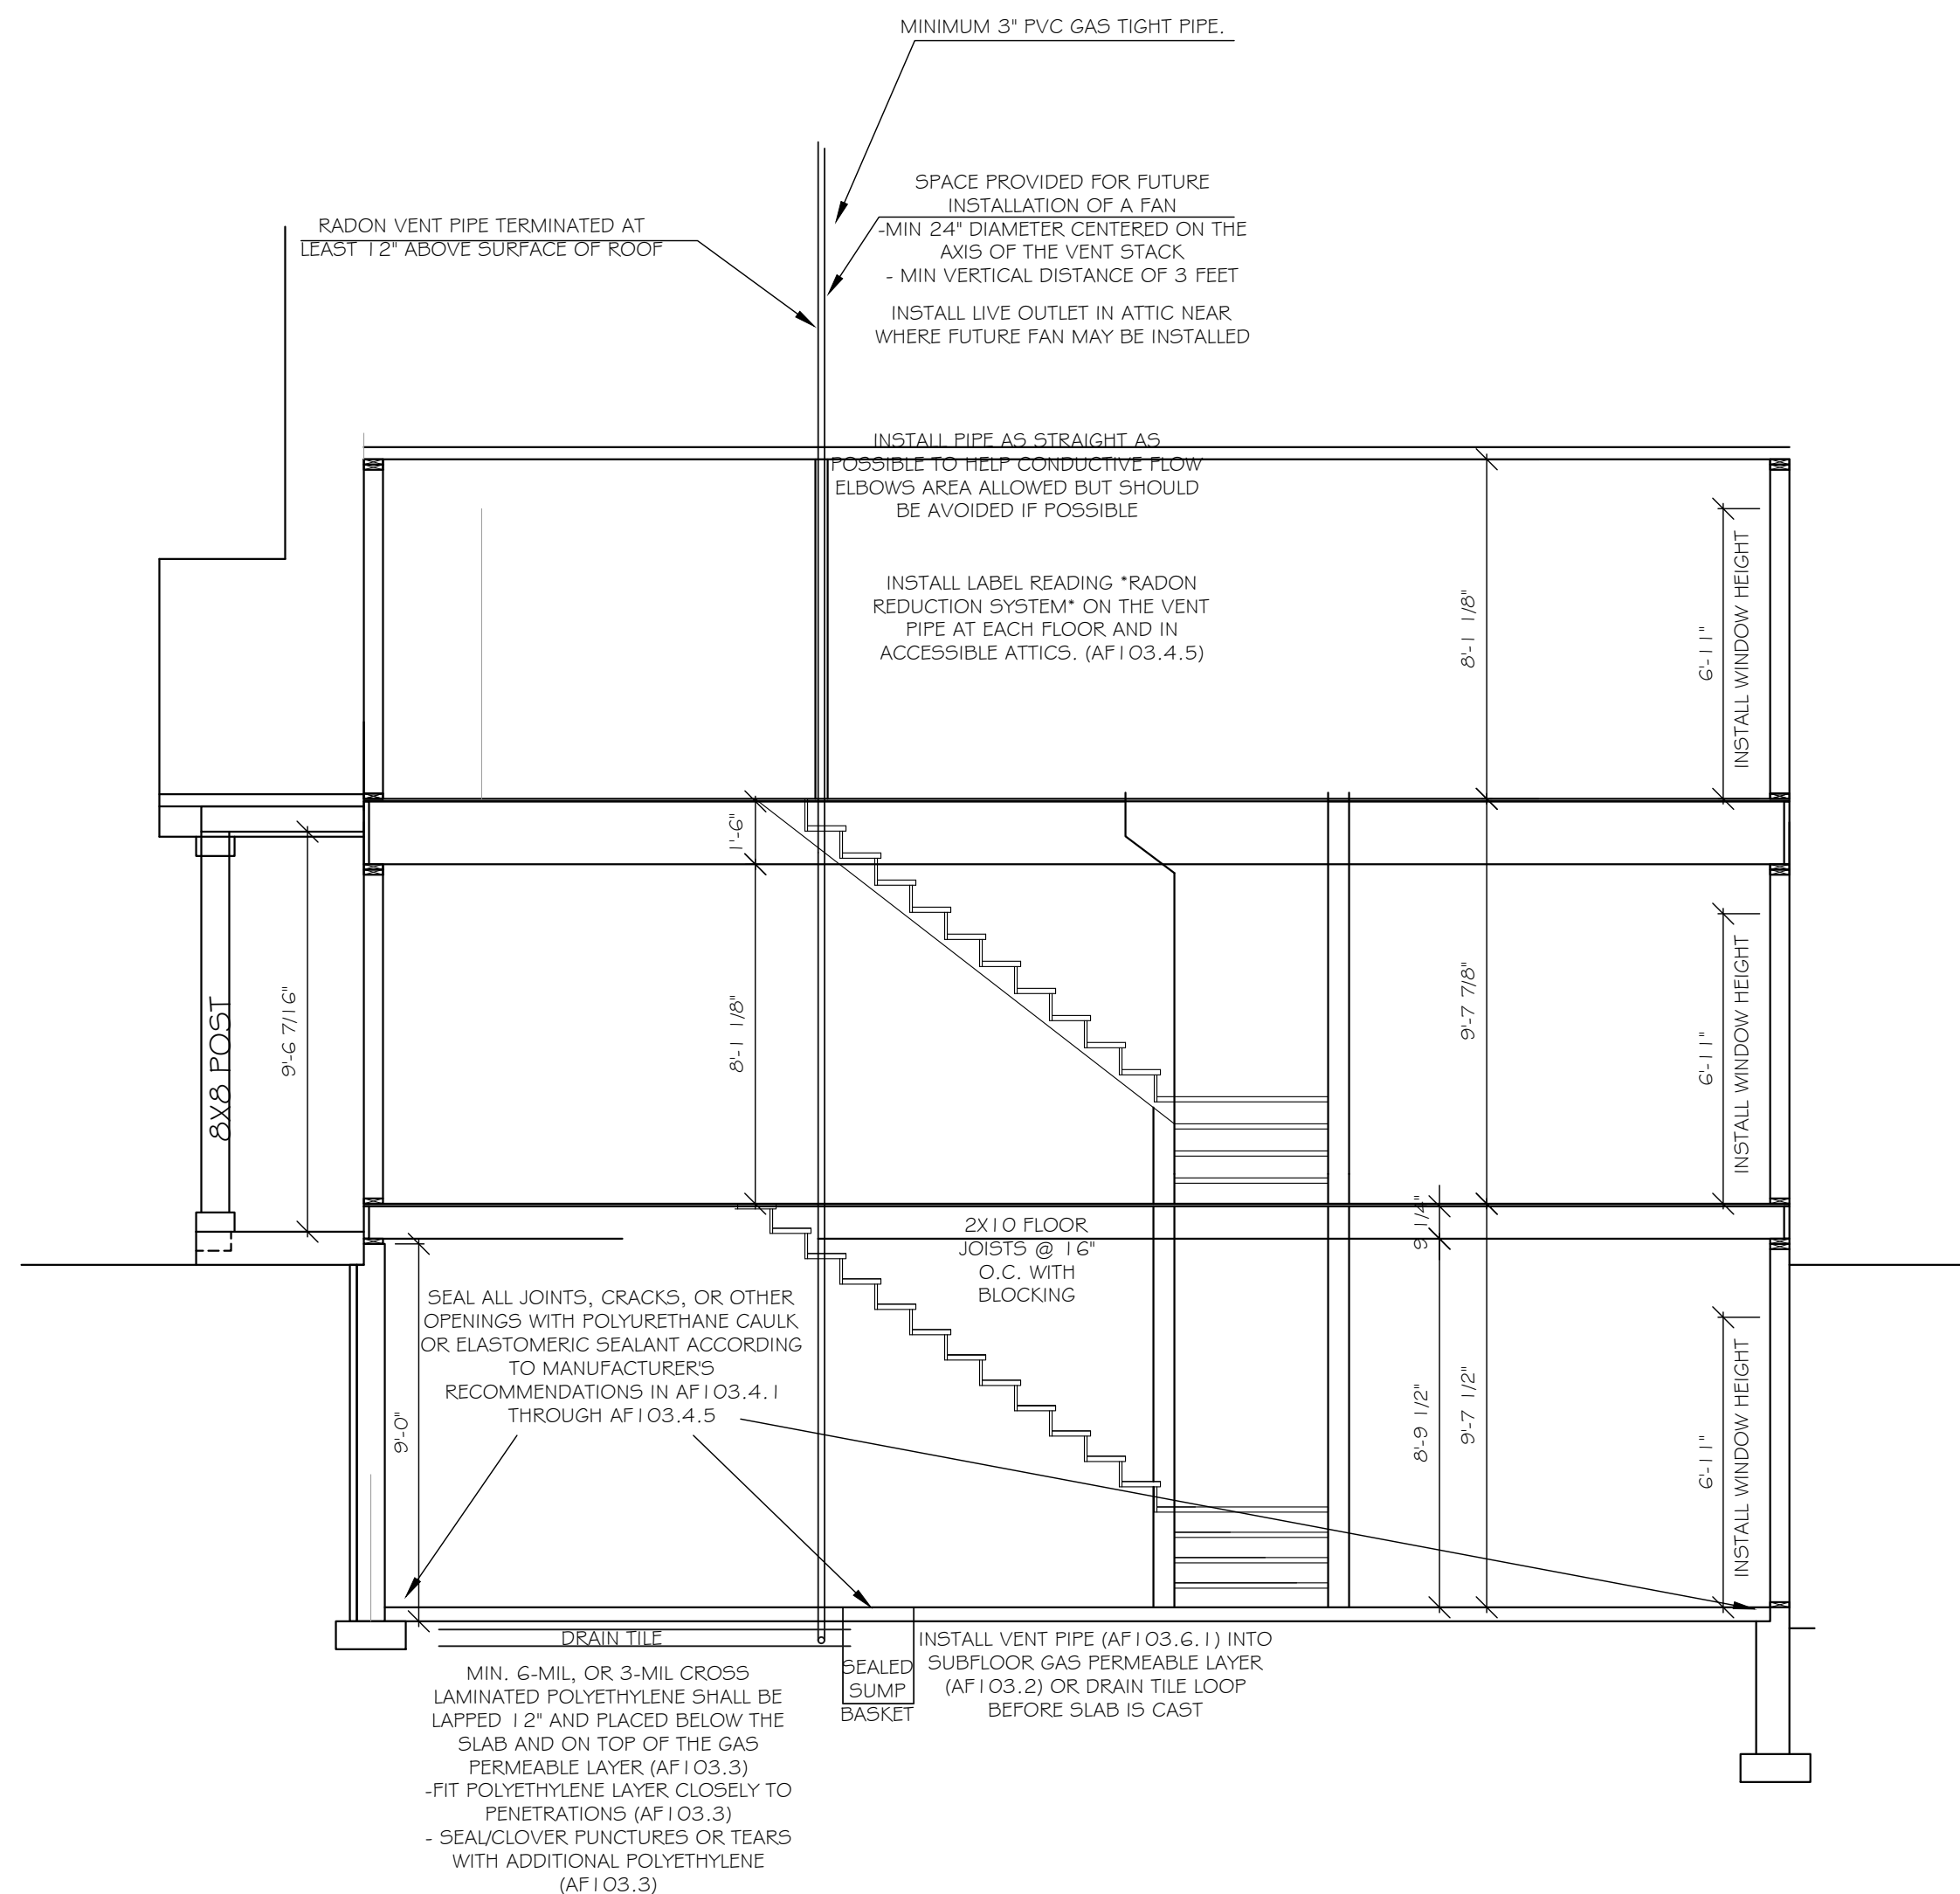 MINIMUM 3" PVC GAS TIGHT PIPE.
SPACE PROVIDED FOR FUTURE
INSTALLATION OF A FAN
-MIN 24" DIAMETER CENTERED ON THE
AXIS OF THE VENT STACK
- MIN VERTICAL DISTANCE OF 3 FEET
INSTALL LIVE OUTLET IN ATTIC NEAR
WHERE FUTURE FAN MAY BE INSTALLED
RADON VENT PIPE TERMINATED AT
LEAST 12" ABOVE SURFACE OF ROOF
INSTALL PIPE AS STRAIGHT AS
POSSIBLE TO HELP CONDUCTIVE FLOW
ELBOWS AREA ALLOWED BUT SHOULD
BE AVOIDED IF POSSIBLE
INSTALL LABEL READING *RADON
REDUCTION SYSTEM* ON THE VENT
PIPE AT EACH FLOOR AND IN
ACCESSIBLE ATTICS. (AF103.4.5)
8'-1 1/8"
6'-11"
INSTALL WINDOW HEIGHT
1'-6"
8X8 POST
9'-6 7/16"
8'-1 1/8"
9'-7 7/8"
6'-11"
INSTALL WINDOW HEIGHT
2X10 FLOOR
JOISTS @ 16"
O.C. WITH
BLOCKING
9 1/4"
SEAL ALL JOINTS, CRACKS, OR OTHER
OPENINGS WITH POLYURETHANE CAULK
OR ELASTOMERIC SEALANT ACCORDING
TO MANUFACTURER'S
RECOMMENDATIONS IN AF103.4.1
THROUGH AF103.4.5
9'-0"
8'-9 1/2"
9'-7 1/2"
6'-11"
INSTALL WINDOW HEIGHT
DRAIN TILE
MIN. 6-MIL, OR 3-MIL CROSS
LAMINATED POLYETHYLENE SHALL BE
LAPPED 12" AND PLACED BELOW THE
SLAB AND ON TOP OF THE GAS
PERMEABLE LAYER (AF103.3)
-FIT POLYETHYLENE LAYER CLOSELY TO
PENETRATIONS (AF103.3)
- SEAL/CLOVER PUNCTURES OR TEARS
WITH ADDITIONAL POLYETHYLENE
(AF103.3)
SEALED
SUMP
BASKET
INSTALL VENT PIPE (AF103.6.1) INTO
SUBFLOOR GAS PERMEABLE LAYER
(AF103.2) OR DRAIN TILE LOOP
BEFORE SLAB IS CAST